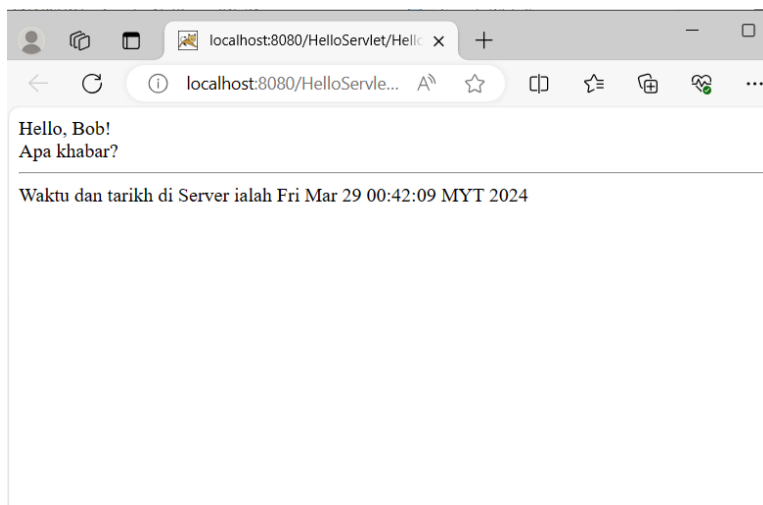 localhost:8080/HelloServlet/Hello
localhost:8080/HelloServle...
Hello, Bob!
Apa khabar?
Waktu dan tarikh di Server ialah Fri Mar 29 00:42:09 MYT 2024